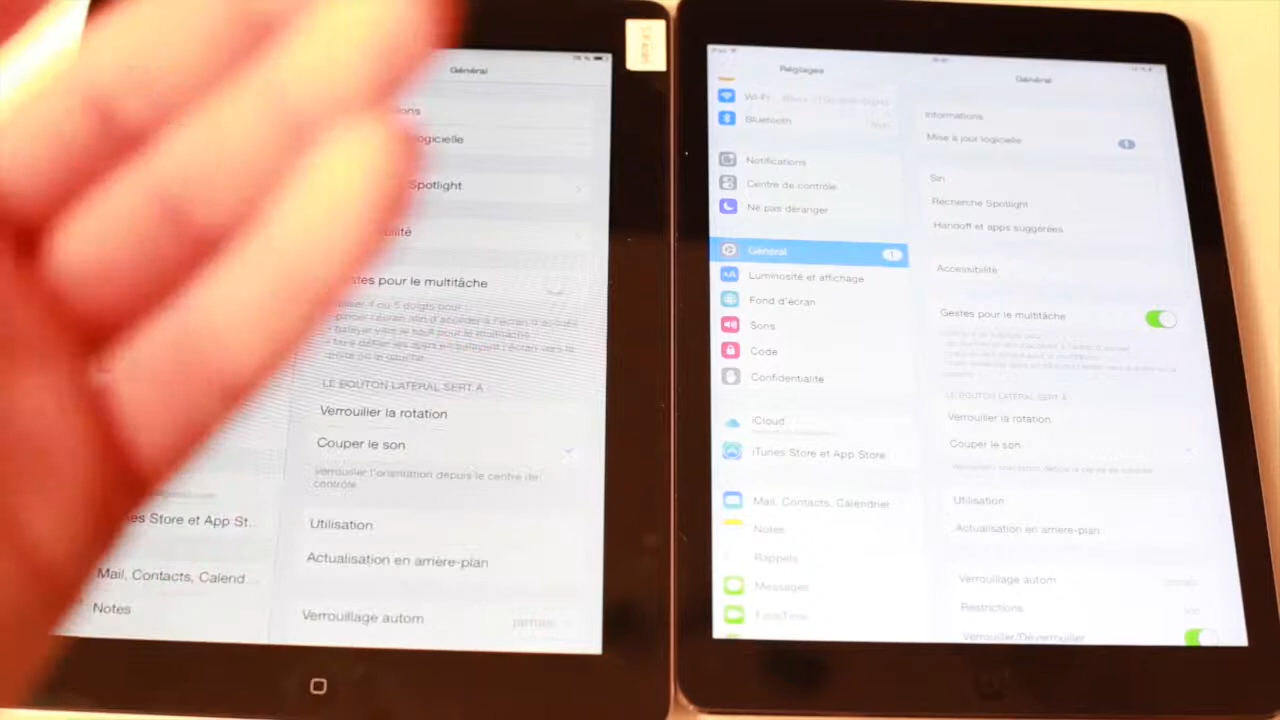 Général
ogicielle
Spotlight
stes pour le multitâche
LE BOUTON LATÉRAL SERT À :
Verrouiller la rotation
Couper le son
Verrouiller l'orientation depuis le centre de
contrôle.
Utilisation
Actualisation en arrière-plan
Verrouillage autom
es Store et App St..
Mail, Contacts, Calend...
Notes
Réglages
Wi-Fi
Bluetooth
Notifications
Centre de contrôle
Ne pas déranger
Général 1
Luminosité et affichage
Fond d'écran
Sons
Code
Confidentialité
iCloud
iTunes Store et App Store
Mail, Contacts, Calendrier
Notes
Rappels
Messages
FaceTime
Général
Informations
Mise à jour logicielle 1
Siri
Recherche Spotlight
Handoff et apps suggérées
Accessibilité
Gestes pour le multitâche
LE BOUTON LATÉRAL SERT À
Verrouiller la rotation
Couper le son
Utilisation
Actualisation en arrière-plan
Verrouillage autom
Restrictions
Verrouiller/Déverrouiller